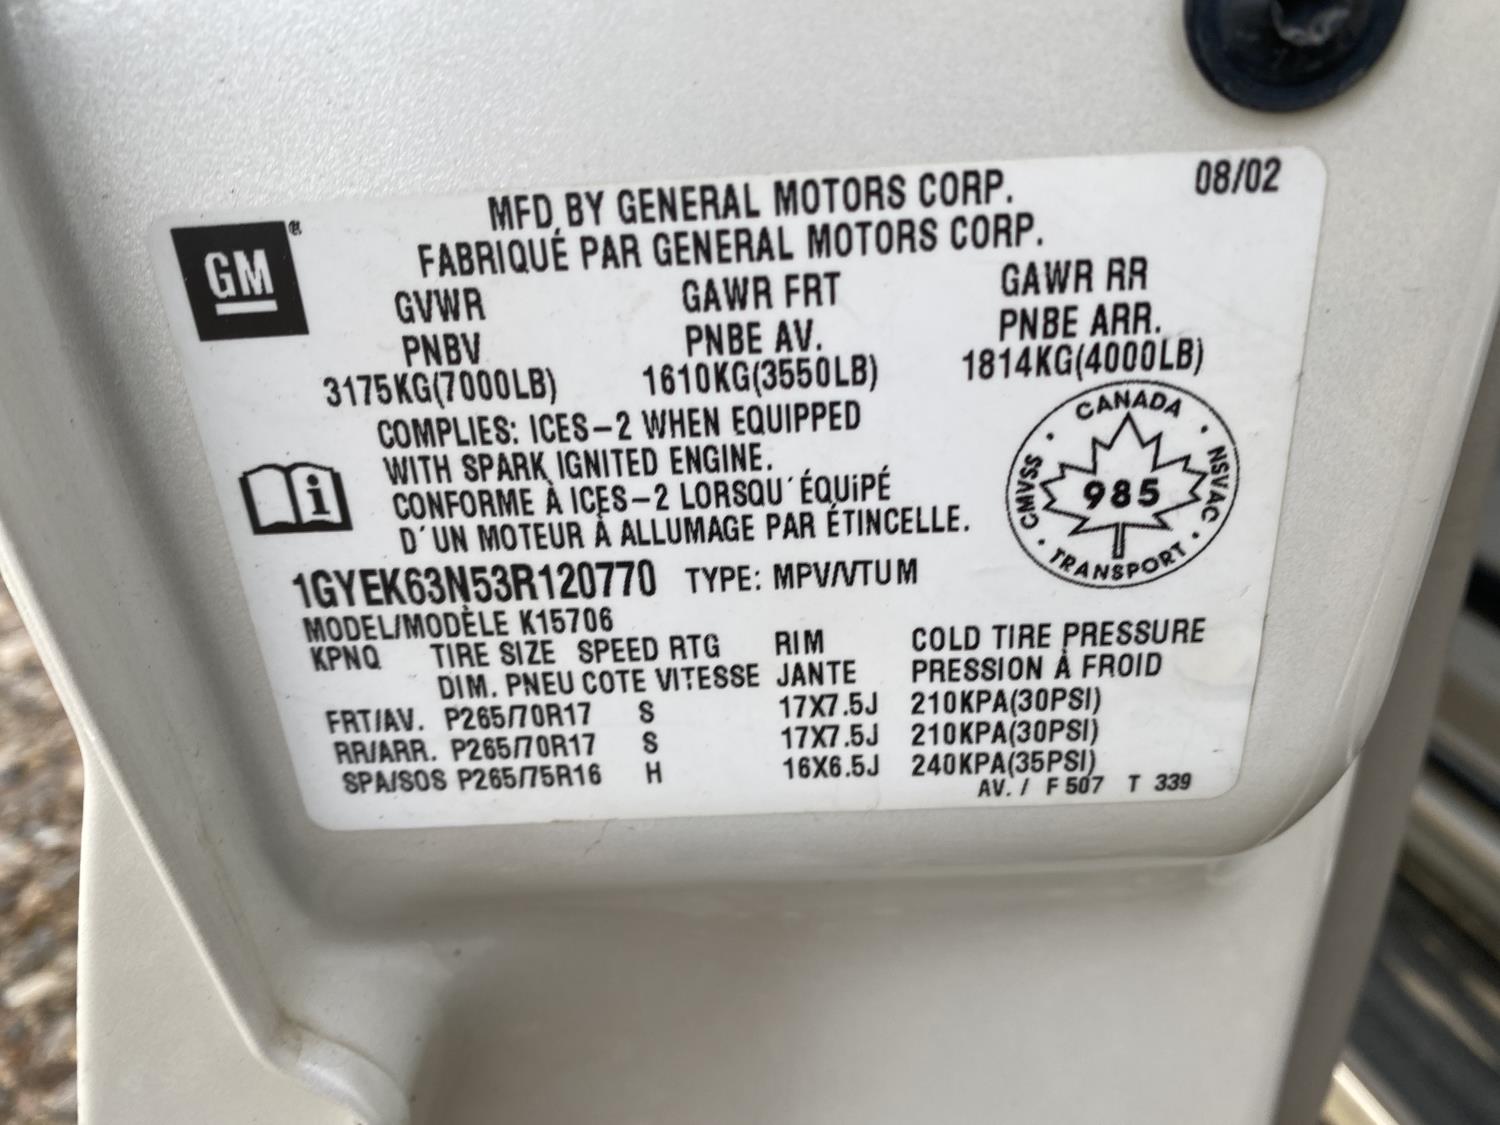 GM®
MFD BY GENERAL MOTORS CORP. 08/02
FABRIQUÉ PAR GENERAL MOTORS CORP.
GVWR GAWR FRT GAWR RR
PNBV PNBE AV. PNBE ARR.
3175KG(7000LB) 1610KG(3550LB) 1814KG(4000LB)
COMPLIES: ICES-2 WHEN EQUIPPED
WITH SPARK IGNITED ENGINE.
CONFORME À ICES-2 LORSQU'ÉQUiPÉ
D'UN MOTEUR À ALLUMAGE PAR ÉTINCELLE.
CANADA
CMVSS 985 NSVAC
TRANSPORT
1GYEK63N53R120770 TYPE: MPV/VTUM
MODEL/MODÈLE K15706
KPNQ TIRE SIZE SPEED RTG RIM COLD TIRE PRESSURE
DIM. PNEU COTE VITESSE JANTE PRESSION À FROID
FRT/AV. P265/70R17 S 17X7.5J 210KPA(30PSI)
RR/ARR. P265/70R17 S 17X7.5J 210KPA(30PSI)
SPA/SOS P265/75R16 H 16X6.5J 240KPA(35PSI)
AV. / F 507 T 339